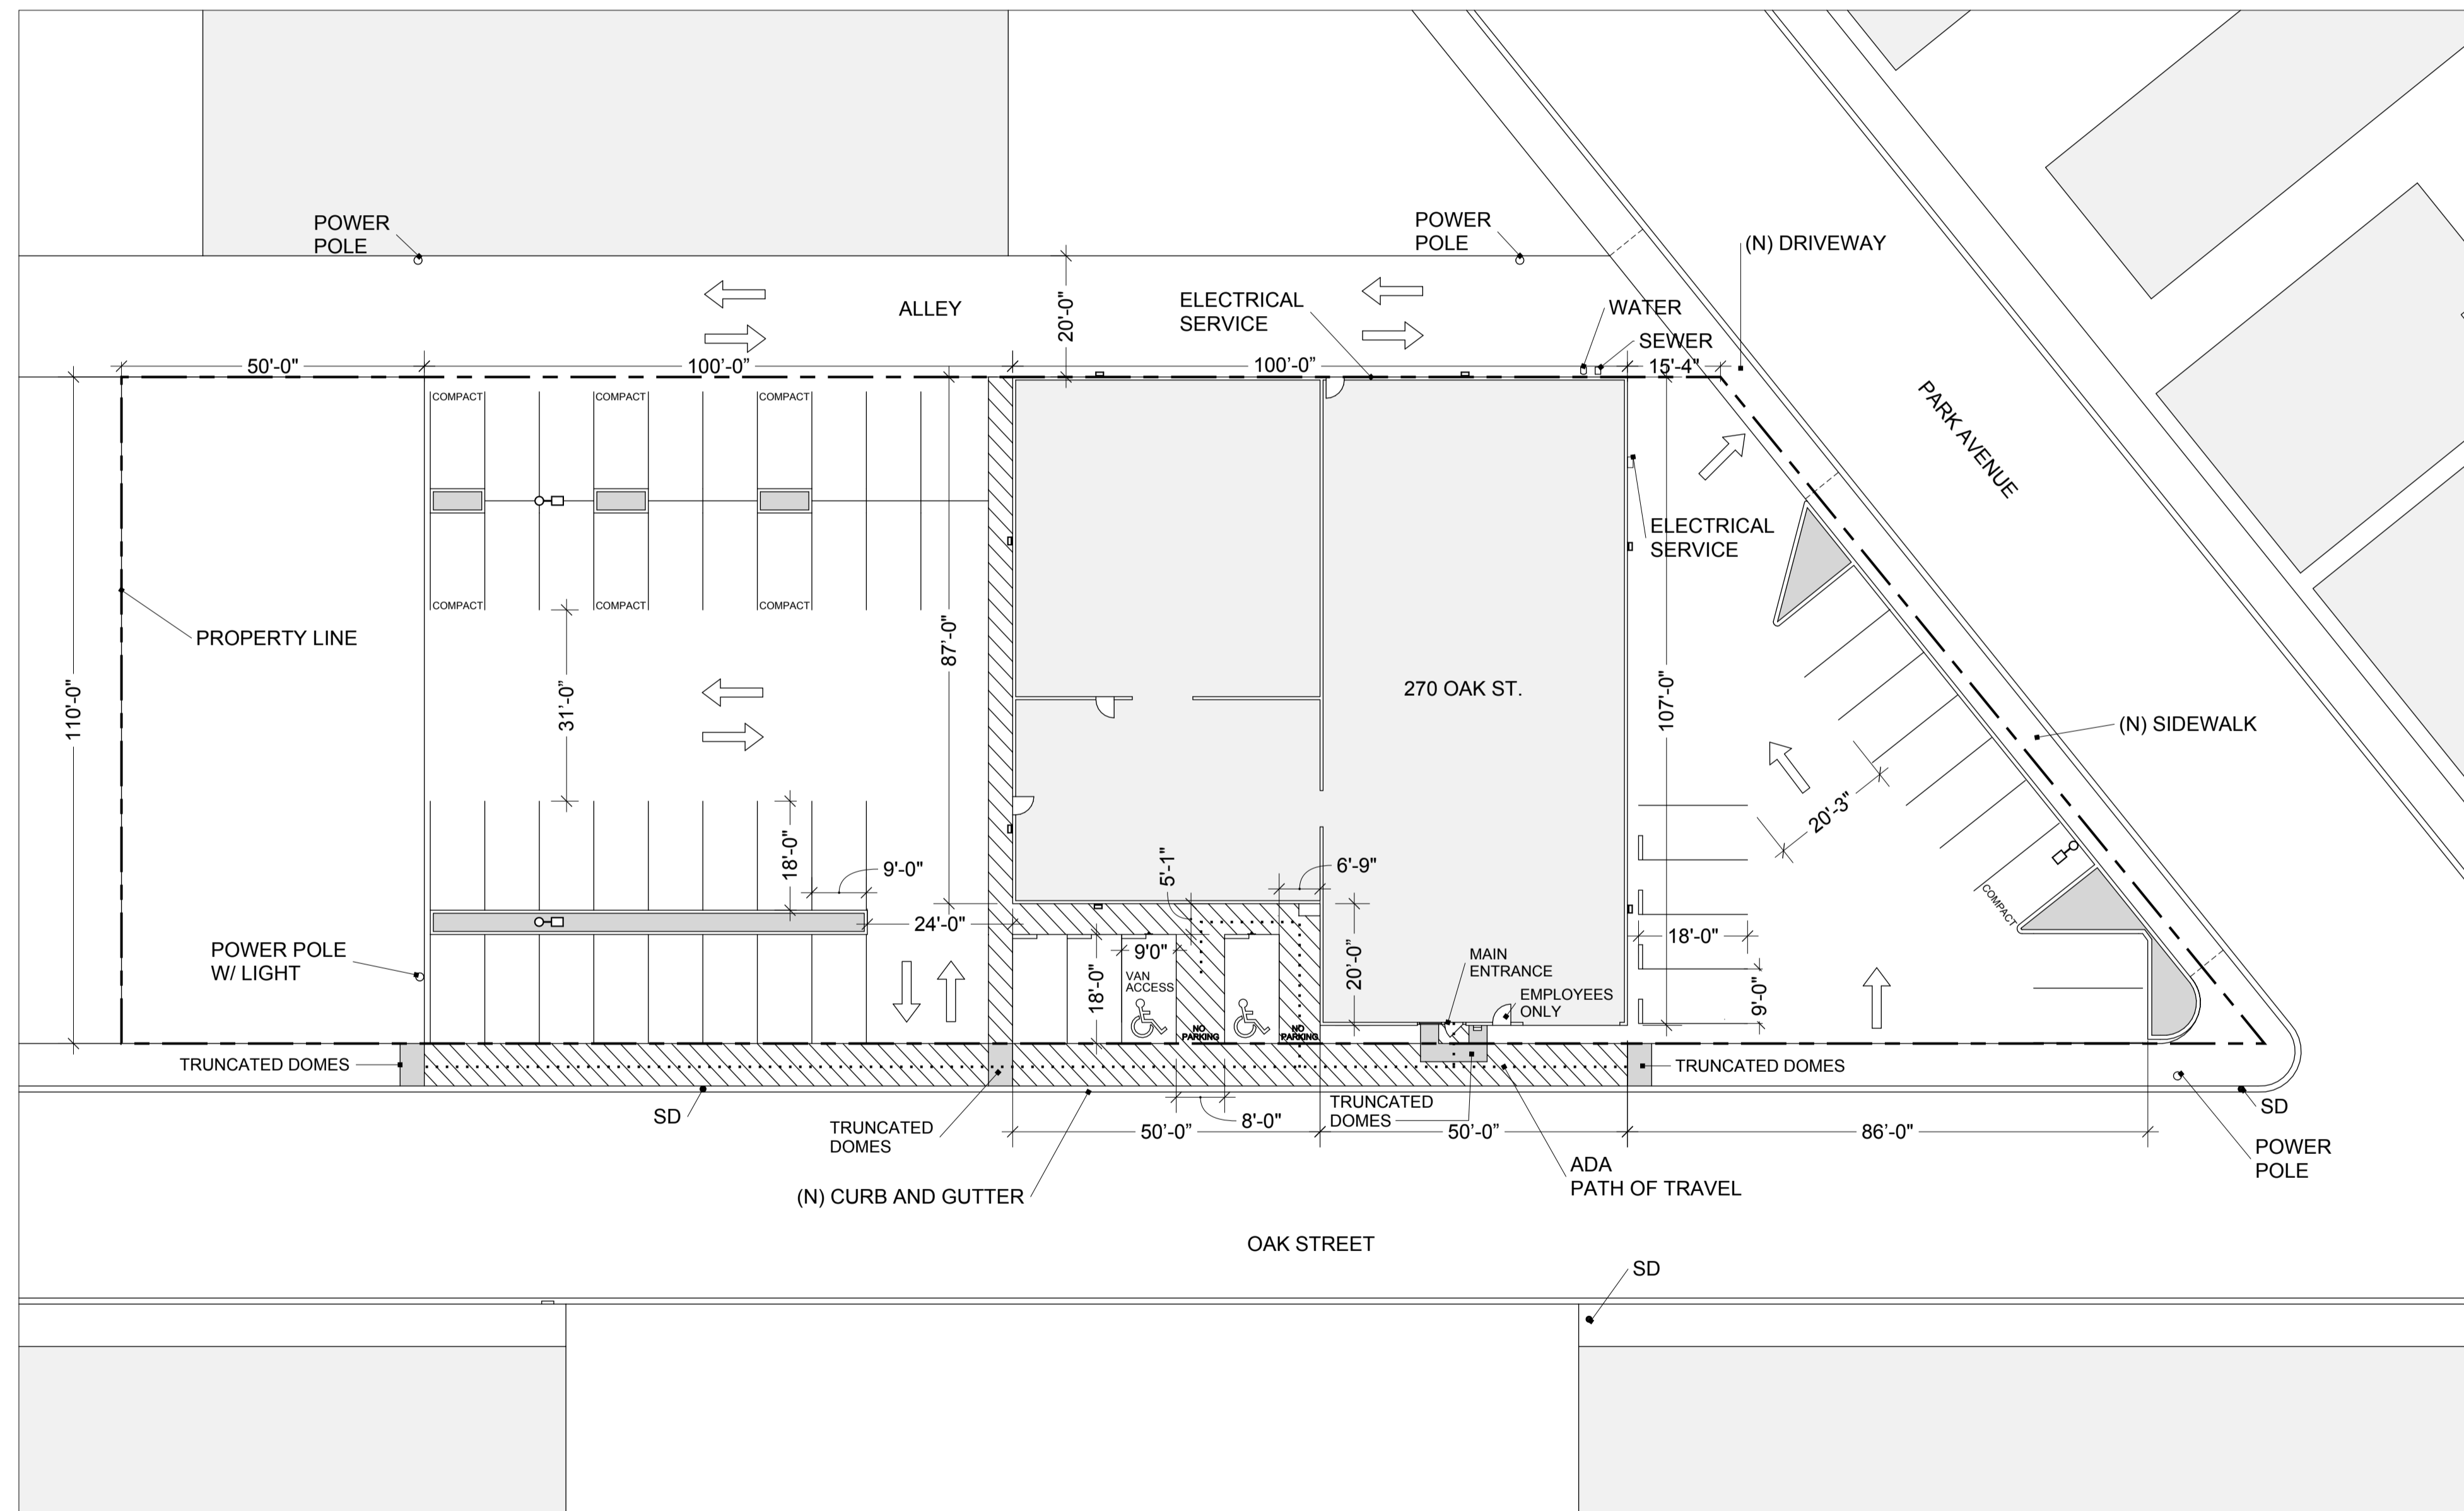 POWER
POLE
POWER
POLE
(N) DRIVEWAY
ALLEY
20'-0"
ELECTRICAL
SERVICE
WATER
SEWER
50'-0"
100'-0”
100'-0”
15'-4"
PARK AVENUE
COMPACT
COMPACT
COMPACT
ELECTRICAL
SERVICE
COMPACT
COMPACT
COMPACT
PROPERTY LINE
87'-0"
110'-0"
31'-0”
270 OAK ST.
107'-0"
(N) SIDEWALK
20'-3"
18'-0"
9'-0"
5'-1"
6'-9"
COMPACT
24'-0"
POWER POLE
W/ LIGHT
9'0"
VAN
ACCESS
18'-0"
20'-0”
MAIN
ENTRANCE
EMPLOYEES
ONLY
18'-0"
9'-0"
NO
PARKING
NO
PARKING
TRUNCATED DOMES
TRUNCATED DOMES
SD
TRUNCATED
DOMES
8'-0"
TRUNCATED
DOMES
SD
50'-0”
50'-0”
86'-0"
POWER
POLE
ADA
PATH OF TRAVEL
(N) CURB AND GUTTER
OAK STREET
SD